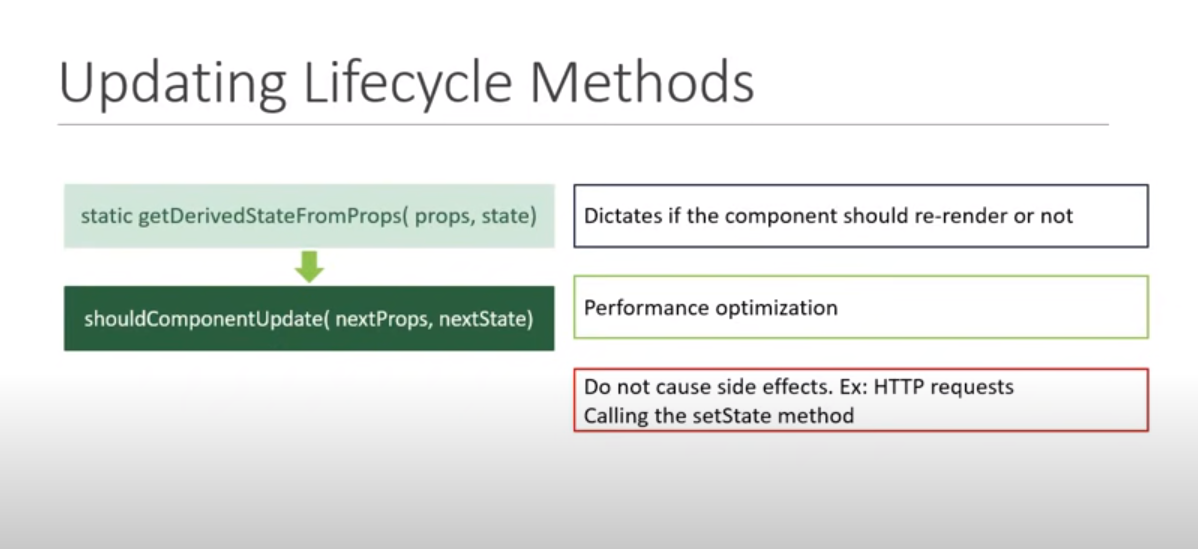 Updating Lifecycle Methods
static getDerivedStateFromProps( props, state)
Dictates if the component should re-render or not
shouldComponentUpdate( nextProps, nextState)
Performance optimization
Do not cause side effects. Ex: HTTP requests
Calling the setState method